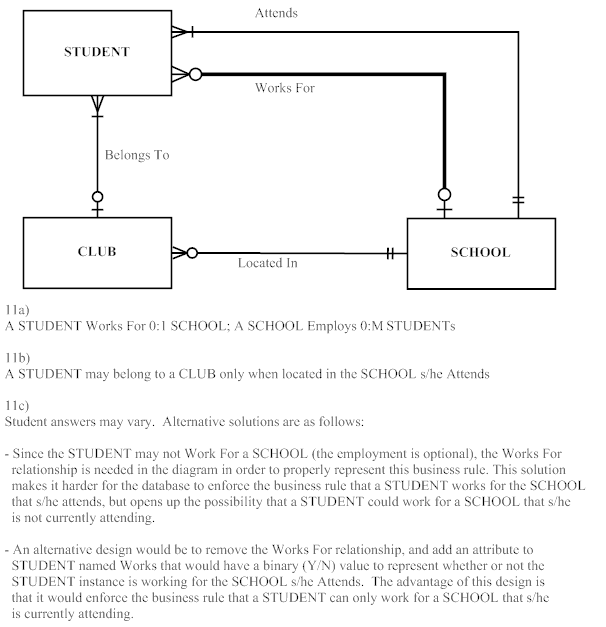 Attends
STUDENT
Works For
Belongs To
CLUB
SCHOOL
Located In
11a)
A STUDENT Works For 0:1 SCHOOL; A SCHOOL Employs 0:M STUDENTs
11b)
A STUDENT may belong to a CLUB only when located in the SCHOOL s/he Attends
11c)
Student answers may vary.  Alternative solutions are as follows:
- Since the STUDENT may not Work For a SCHOOL (the employment is optional), the Works For
relationship is needed in the diagram in order to properly represent this business rule. This solution
makes it harder for the database to enforce the business rule that a STUDENT works for the SCHOOL
that s/he attends, but opens up the possibility that a STUDENT could work for a SCHOOL that s/he
is not currently attending.
- An alternative design would be to remove the Works For relationship, and add an attribute to
STUDENT named Works that would have a binary (Y/N) value to represent whether or not the
STUDENT instance is working for the SCHOOL s/he Attends.  The advantage of this design is
that it would enforce the business rule that a STUDENT can only work for a SCHOOL that s/he
is currently attending.